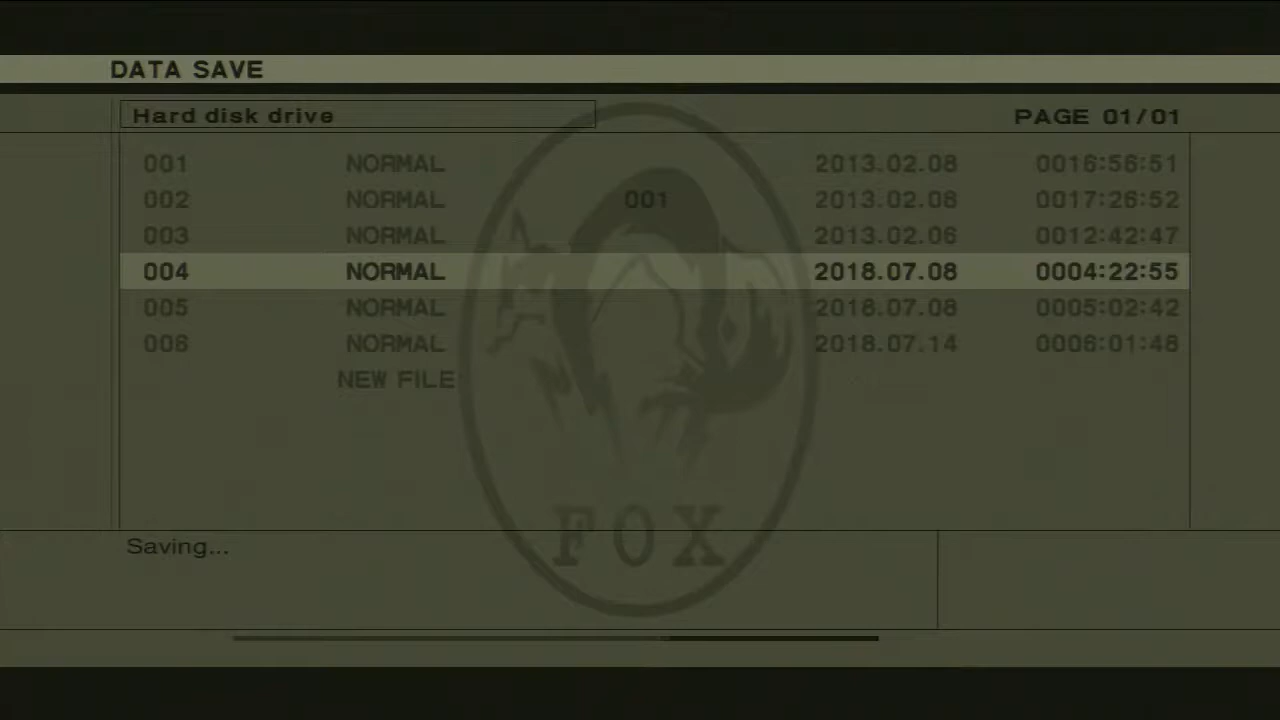 DATA SAVE
Hard disk drive PAGE 01/01
001 NORMAL 2013.02.08 0016:56:51
002 NORMAL 001 2013.02.08 0017:26:52
003 NORMAL 2013.02.06 0012:42:47
004 NORMAL 2018.07.08 0004:22:55
005 NORMAL 2018.07.08 0005:02:42
006 NORMAL 2018.07.14 0006:01:48
NEW FILE
FOX
Saving...